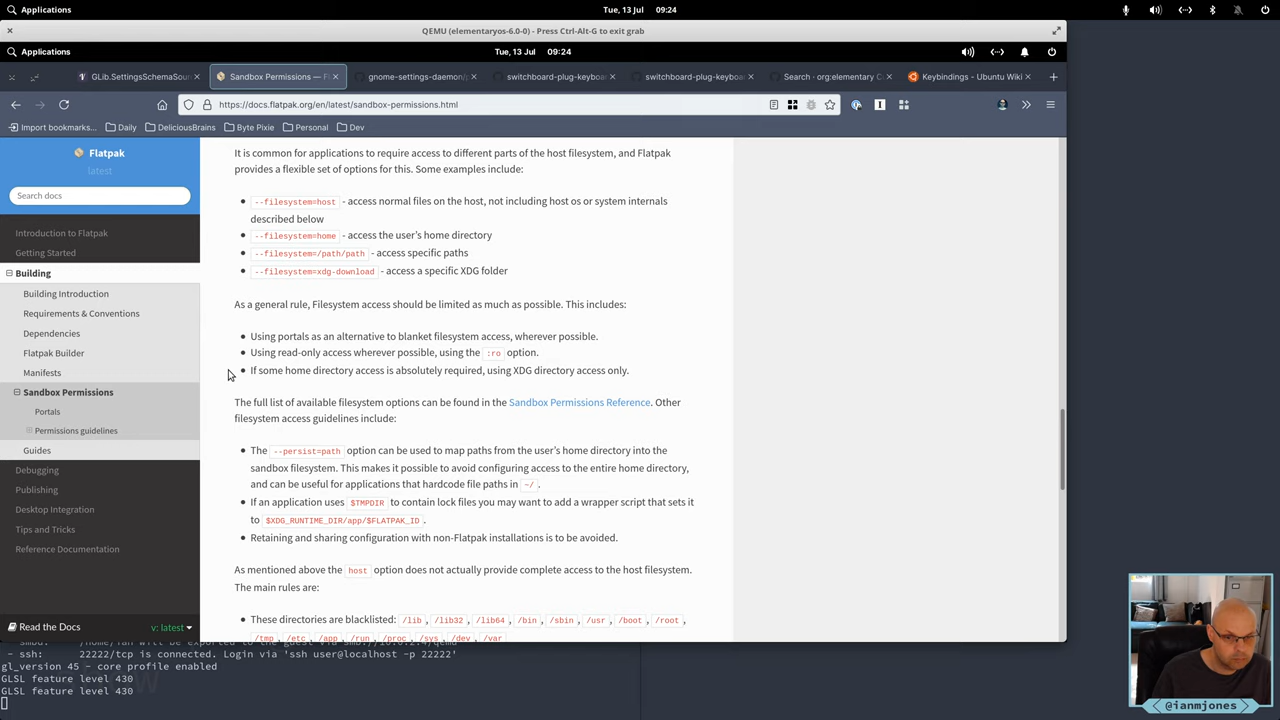 Applications
Tue, 13 Jul 09:24
QEMU (elementaryos-6.0-0) - Press Ctrl-Alt-G to exit grab
Applications
Tue, 13 Jul 09:24
GLib.SettingsSchemaSour
Sandbox Permissions —
gnome-settings-daemon/p
switchboard-plug-keyboa
switchboard-plug-keyboa
Search · org:elementary Co
Keybindings - Ubuntu Wiki
https://docs.flatpak.org/en/latest/sandbox-permissions.html
Import bookmarks...
Daily
DeliciousBrains
Byte Pixie
Personal
Dev
Flatpak
latest
Search docs
Introduction to Flatpak
Getting Started
Building
Building Introduction
Requirements & Conventions
Dependencies
Flatpak Builder
Manifests
Sandbox Permissions
Portals
Permissions guidelines
Guides
Debugging
Publishing
Desktop Integration
Tips and Tricks
Reference Documentation
Read the Docs
v: latest
It is common for applications to require access to different parts of the host filesystem, and Flatpak
provides a flexible set of options for this. Some examples include:
--filesystem=host - access normal files on the host, not including host os or system internals
described below
--filesystem=home - access the user's home directory
--filesystem=/path/path - access specific paths
--filesystem=xdg-download - access a specific XDG folder
As a general rule, Filesystem access should be limited as much as possible. This includes:
Using portals as an alternative to blanket filesystem access, wherever possible.
Using read-only access wherever possible, using the :ro option.
If some home directory access is absolutely required, using XDG directory access only.
The full list of available filesystem options can be found in the Sandbox Permissions Reference. Other
filesystem access guidelines include:
The --persist=path option can be used to map paths from the user's home directory into the
sandbox filesystem. This makes it possible to avoid configuring access to the entire home directory,
and can be useful for applications that hardcode file paths in ~/ .
If an application uses $TMPDIR to contain lock files you may want to add a wrapper script that sets it
to $XDG_RUNTIME_DIR/app/$FLATPAK_ID .
Retaining and sharing configuration with non-Flatpak installations is to be avoided.
As mentioned above the host option does not actually provide complete access to the host filesystem.
The main rules are:
These directories are blacklisted: /lib , /lib32 , /lib64 , /bin , /sbin , /usr , /boot , /root ,
/tmp , /etc , /app , /run , /proc , /sys , /dev , /var
- ssh: 22222/tcp is connected. Login via 'ssh user@localhost -p 22222'
gl_version 45 - core profile enabled
GLSL feature level 430
GLSL feature level 430
@ianmjones